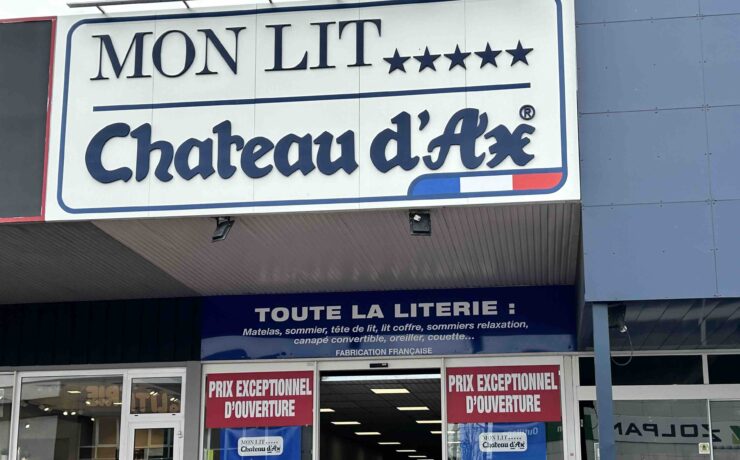 MON LIT ★★★★★
Chateau d'Ax®
TOUTE LA LITERIE :
Matelas, sommier, tête de lit, lit coffre, sommiers relaxation,
canapé convertible, oreiller, couette...
FABRICATION FRANÇAISE
PRIX EXCEPTIONNEL
D'OUVERTURE
PRIX EXCEPTIONNEL
D'OUVERTURE
MON LIT ★★★★★
Chateau d'Ax
MON LIT ★★★★★
Chateau d'Ax
ZOLPAN